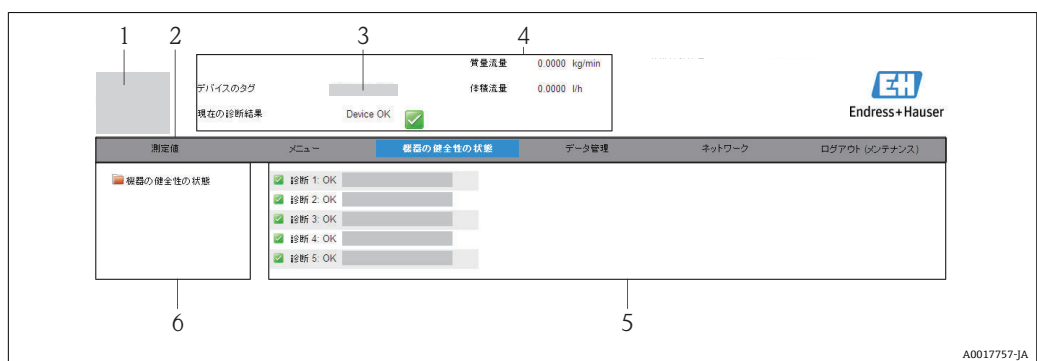 1 2 3 4
質量流量 0.0000 kg/min
デバイスのタグ 体積流量 0.0000 l/h
現在の診断結果 Device OK
EH
Endress+Hauser
測定値 メニュー 機器の健全性の状態 データ管理 ネットワーク ログアウト (メンテナンス)
機器の健全性の状態
診断 1: OK
診断 2: OK
診断 3: OK
診断 4: OK
診断 5: OK
6 5
A0017757-JA